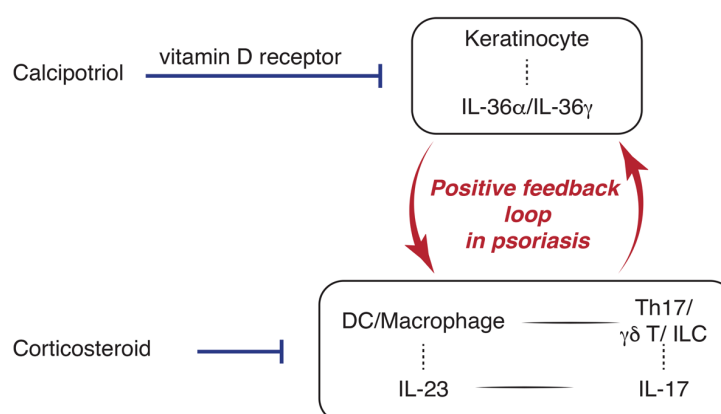 Keratinocyte
Calcipotriol
vitamin D receptor
IL-36α/IL-36γ
Positive feedback
loop
in psoriasis
DC/Macrophage
Th17/
γδ T/ ILC
Corticosteroid
IL-23
IL-17